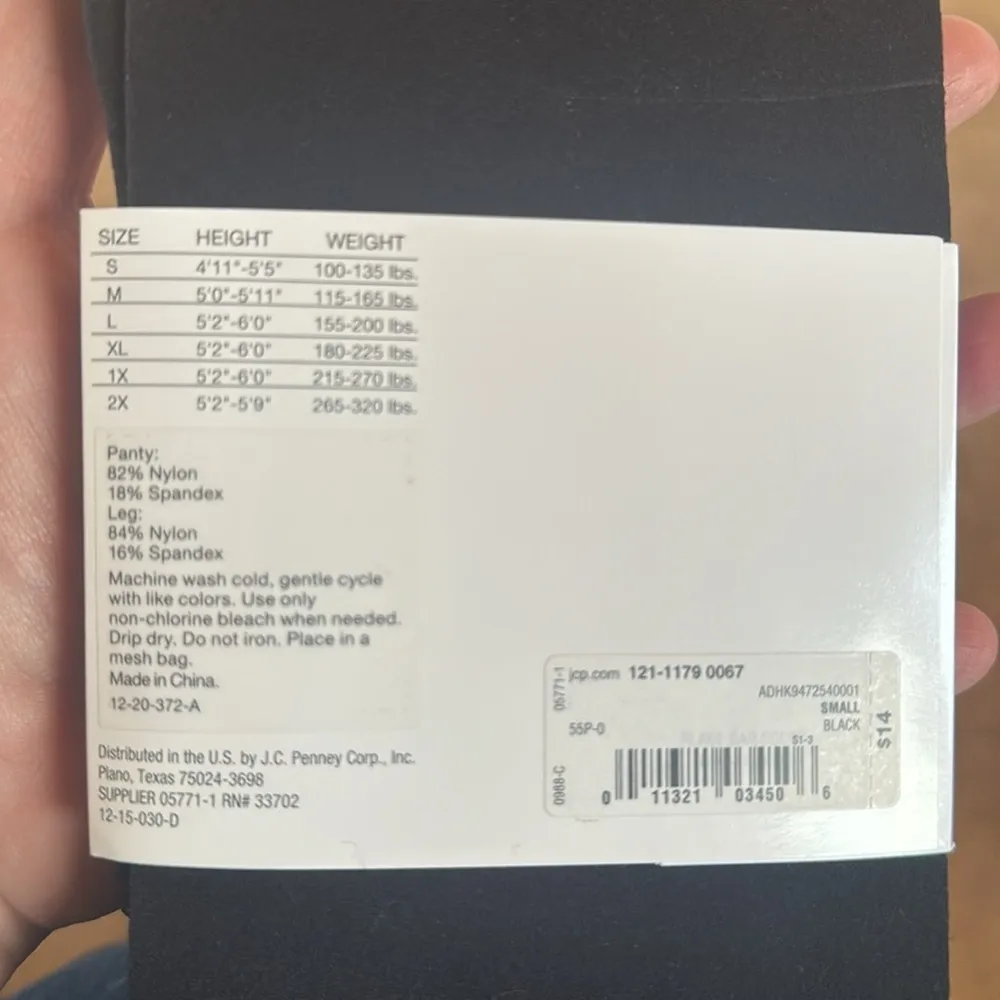 SIZE HEIGHT WEIGHT
S 4'11"-5'5" 100-135 lbs.
M 5'0"-5'11" 115-165 lbs.
L 5'2"-6'0" 155-200 lbs.
XL 5'2"-6'0" 180-225 lbs.
1X 5'2"-6'0" 215-270 lbs.
2X 5'2"-5'9" 265-320 lbs.
Panty:
82% Nylon
18% Spandex
Leg:
84% Nylon
16% Spandex
Machine wash cold, gentle cycle
with like colors. Use only
non-chlorine bleach when needed.
Drip dry. Do not iron. Place in a
mesh bag.
Made in China.
12-20-372-A
Distributed in the U.S. by J.C. Penney Corp., Inc.
Plano, Texas 75024-3698
SUPPLIER 05771-1 RN# 33702
12-15-030-D
05771-1
0988-C
jcp.com 121-1179 0067
ADHK9472540001
SMALL
55P-0 BLACK
S1-3
0 11321 03450 6
$14